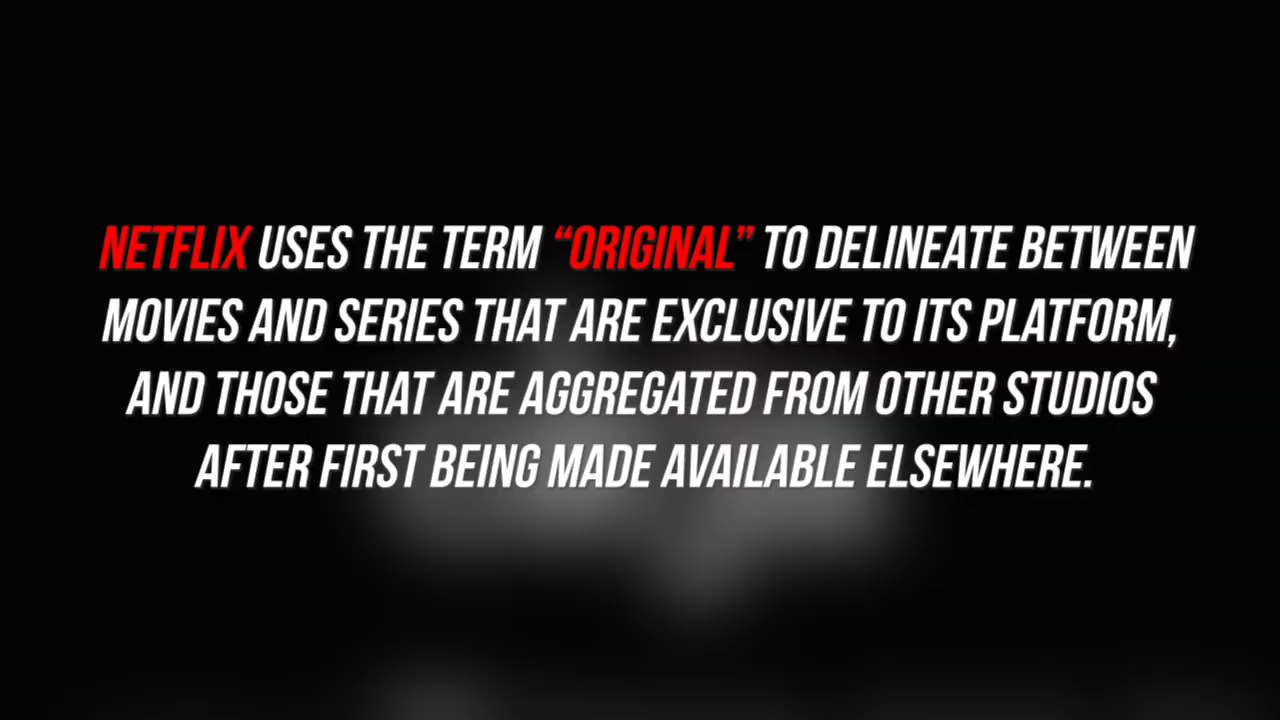 NETFLIX USES THE TERM “ORIGINAL” TO DELINEATE BETWEEN
MOVIES AND SERIES THAT ARE EXCLUSIVE TO ITS PLATFORM,
AND THOSE THAT ARE AGGREGATED FROM OTHER STUDIOS
AFTER FIRST BEING MADE AVAILABLE ELSEWHERE.